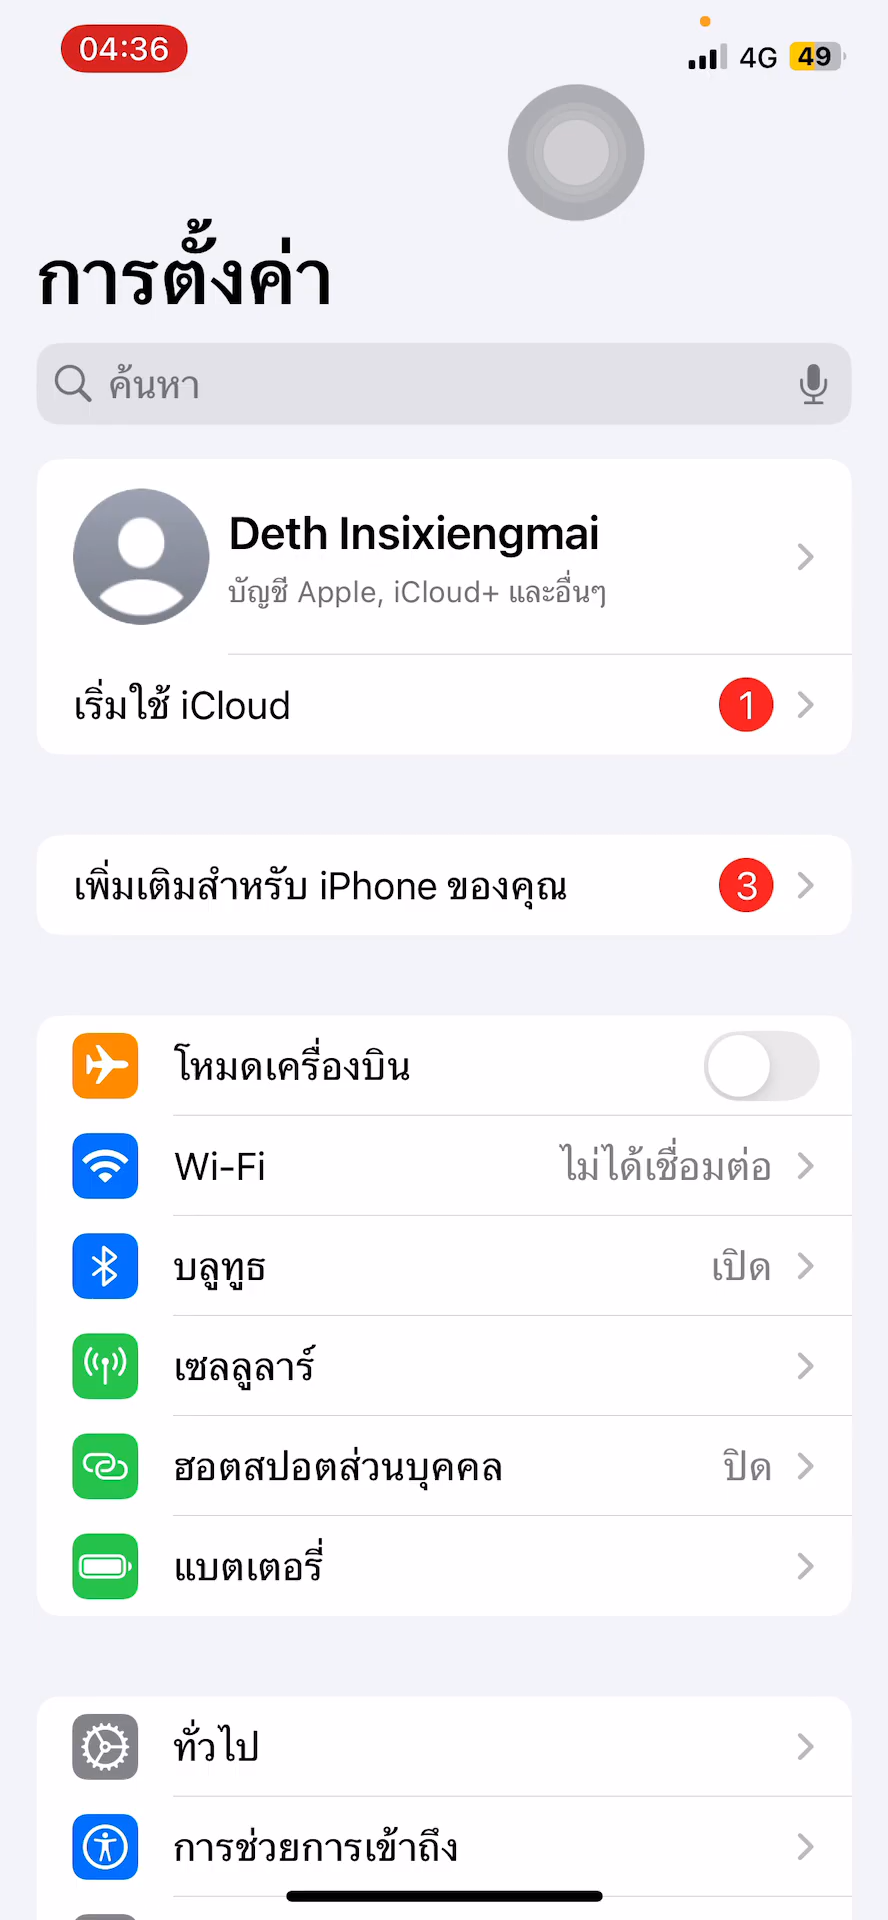 04:36
4G 49
การตั้งค่า
ค้นหา
Deth Insixiengmai
บัญชี Apple, iCloud+ และอื่นๆ
เริ่มใช้ iCloud 1
เพิ่มเติมสำหรับ iPhone ของคุณ 3
โหมดเครื่องบิน
Wi-Fi ไม่ได้เชื่อมต่อ
บลูทูธ เปิด
เซลลูลาร์
ฮอตสปอตส่วนบุคคล ปิด
แบตเตอรี่
ทั่วไป
การช่วยการเข้าถึง